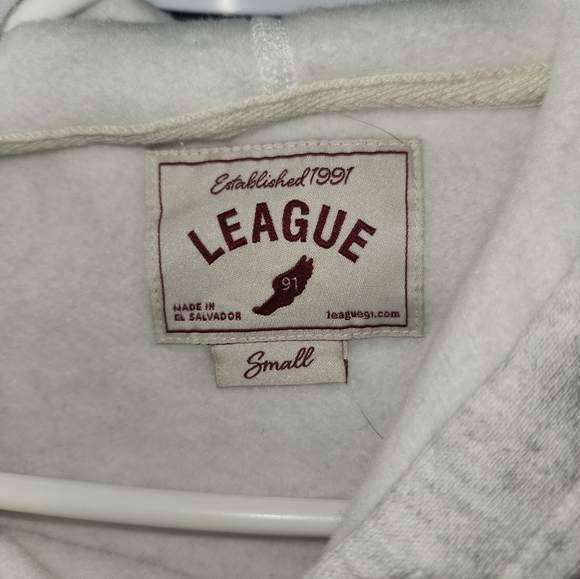 Established 1991
LEAGUE
91
MADE IN
EL SALVADOR
league91.com
Small